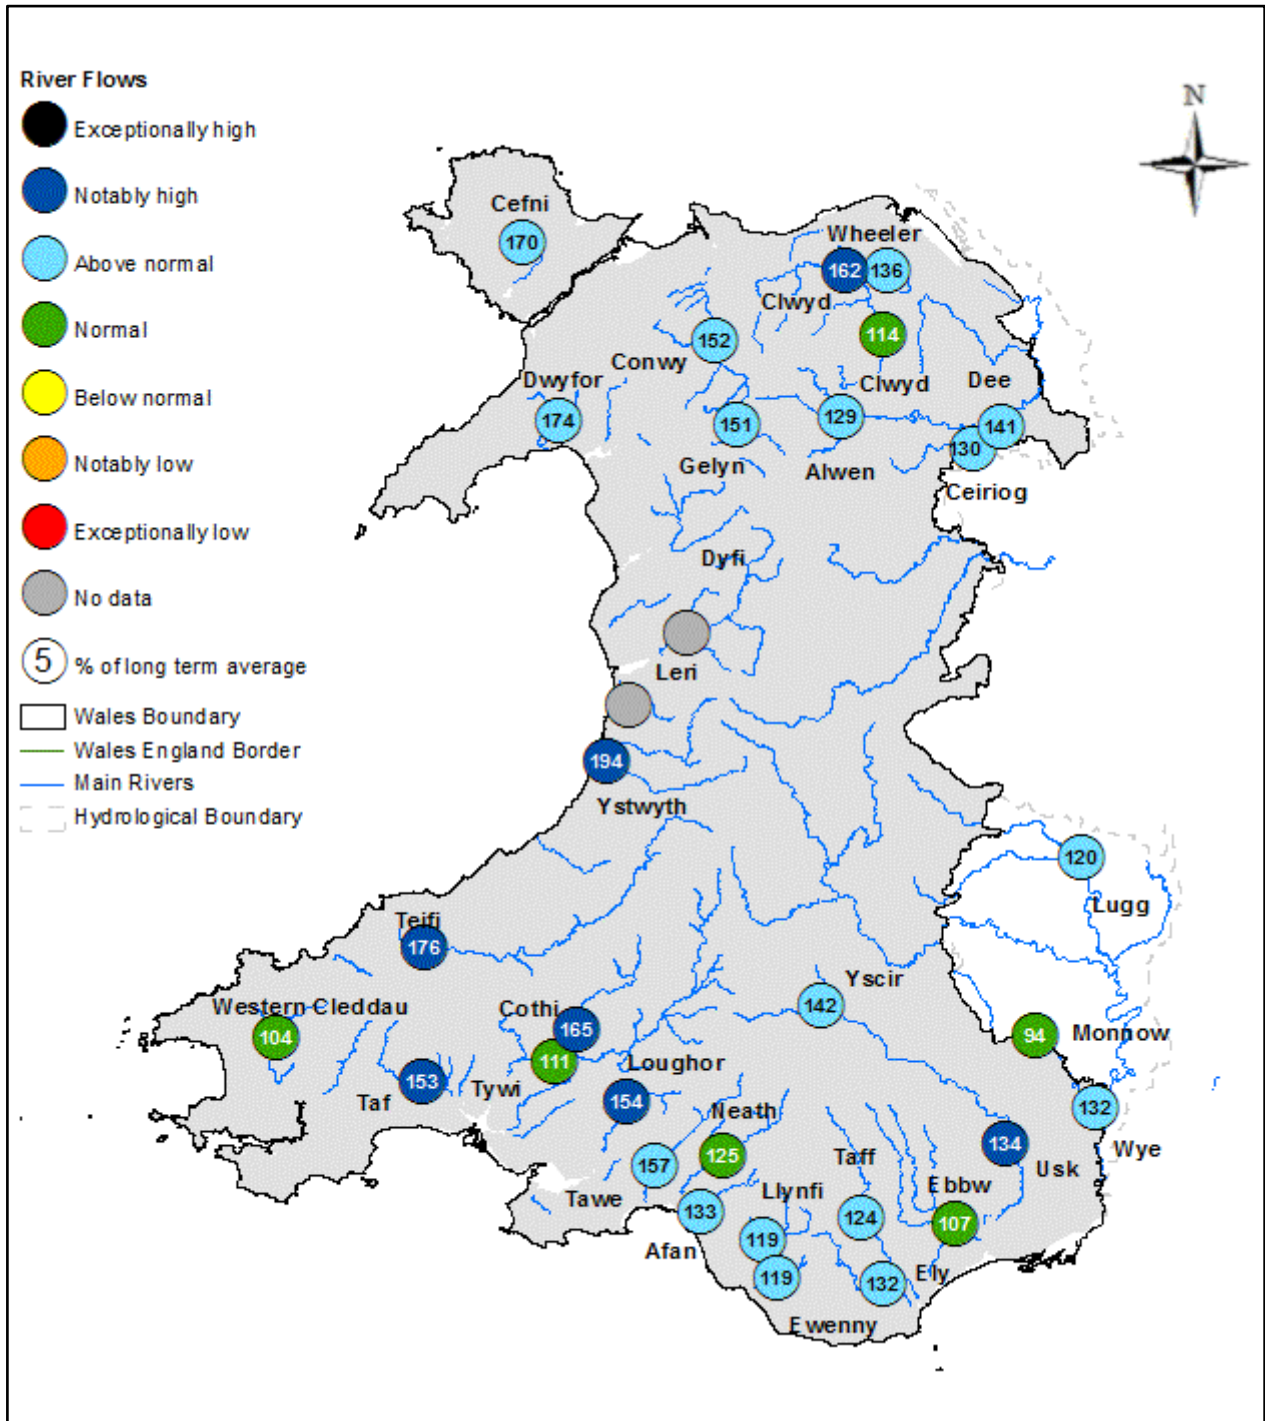 River Flows
Exceptionally high
Notably high
Above normal
Normal
Below normal
Notably low
Exceptionally low
No data
5 % of long term average
Wales Boundary
Wales England Border
Main Rivers
Hydrological Boundary
N
Cefni
170
Wheeler
162
136
Clwyd
114
152
Conwy
Clwyd
Dee
Dwyfor
174
151
129
141
130
Gelyn
Alwen
Ceiriog
Dyfi
Leri
194
Ystwyth
120
Lugg
Teifi
176
Yscir
142
Western Cleddau
104
Cothi
165
94
Monnow
111
Loughor
153
Tywi
Taf
154
Neath
132
Wye
134
Usk
125
157
Taff
Ebbw
Tawe
Llynfi
133
124
107
Afan
119
119
Ely
132
Ewenny